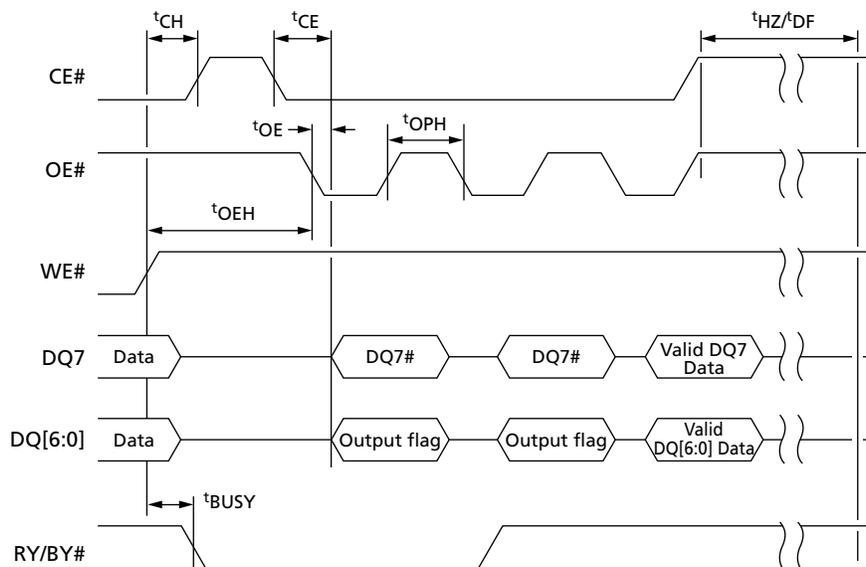 tCH
tCE
tHZ/tDF
CE#
tOE
tOPH
OE#
tOEH
WE#
DQ7
Data
DQ7#
DQ7#
Valid DQ7
Data
DQ[6:0]
Data
Output flag
Output flag
Valid
DQ[6:0] Data
tBUSY
RY/BY#